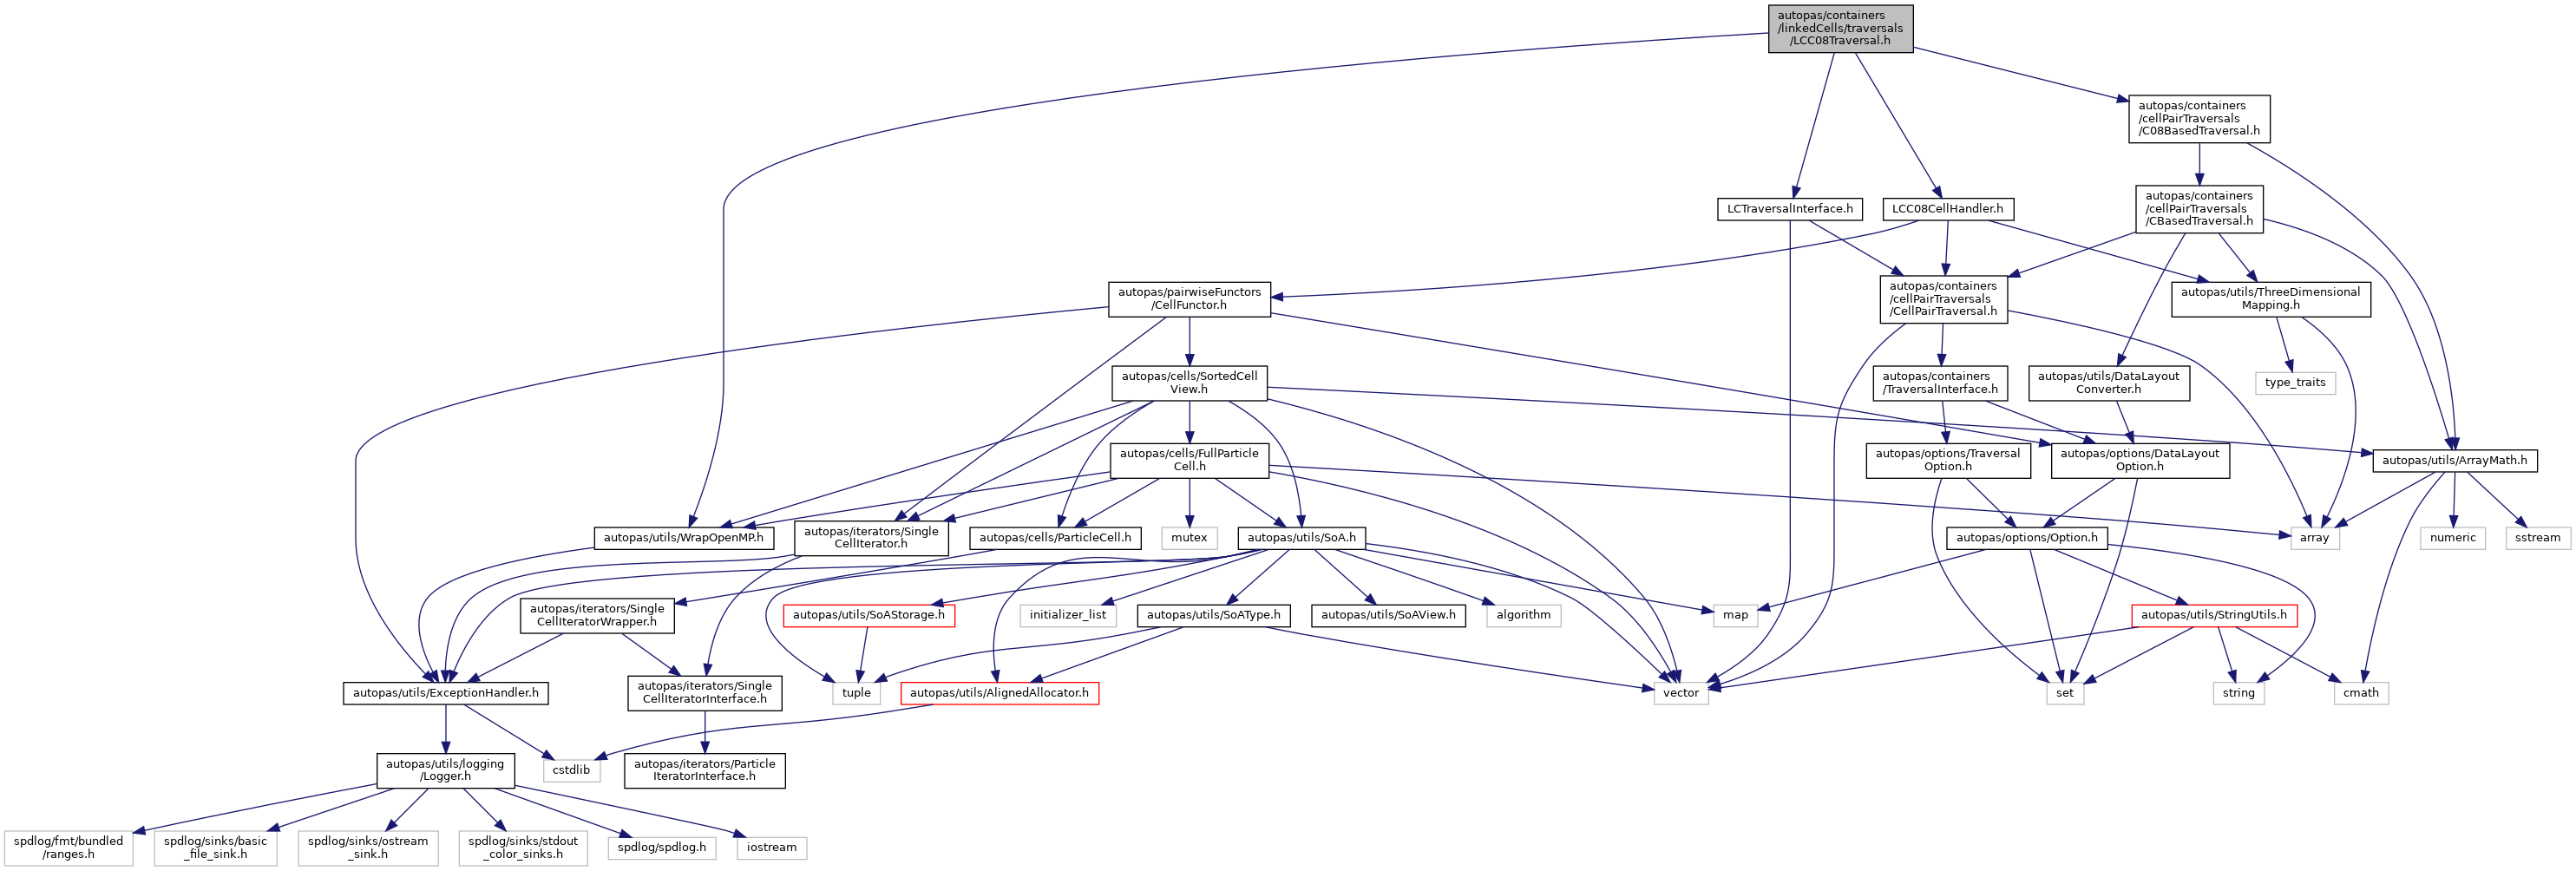 autopas/containers
/linkedCells/traversals
/LCC08Traversal.h
autopas/containers
/cellPairTraversals
/C08BasedTraversal.h
LCTraversalInterface.h
LCC08CellHandler.h
autopas/containers
/cellPairTraversals
/CBasedTraversal.h
autopas/pairwiseFunctors
/CellFunctor.h
autopas/containers
/cellPairTraversals
/CellPairTraversal.h
autopas/utils/ThreeDimensional
Mapping.h
autopas/cells/SortedCell
View.h
autopas/containers
/TraversalInterface.h
autopas/utils/DataLayout
Converter.h
type_traits
autopas/cells/FullParticle
Cell.h
autopas/options/Traversal
Option.h
autopas/options/DataLayout
Option.h
autopas/utils/ArrayMath.h
autopas/utils/WrapOpenMP.h
autopas/iterators/Single
CellIterator.h
autopas/cells/ParticleCell.h
mutex
autopas/utils/SoA.h
autopas/options/Option.h
array
numeric
sstream
autopas/iterators/Single
CellIteratorWrapper.h
autopas/utils/SoAStorage.h
initializer_list
autopas/utils/SoAType.h
autopas/utils/SoAView.h
algorithm
map
autopas/utils/StringUtils.h
autopas/utils/ExceptionHandler.h
autopas/iterators/Single
CellIteratorInterface.h
tuple
autopas/utils/AlignedAllocator.h
vector
set
string
cmath
autopas/utils/logging
/Logger.h
cstdlib
autopas/iterators/Particle
IteratorInterface.h
spdlog/fmt/bundled
/ranges.h
spdlog/sinks/basic
_file_sink.h
spdlog/sinks/ostream
_sink.h
spdlog/sinks/stdout
_color_sinks.h
spdlog/spdlog.h
iostream